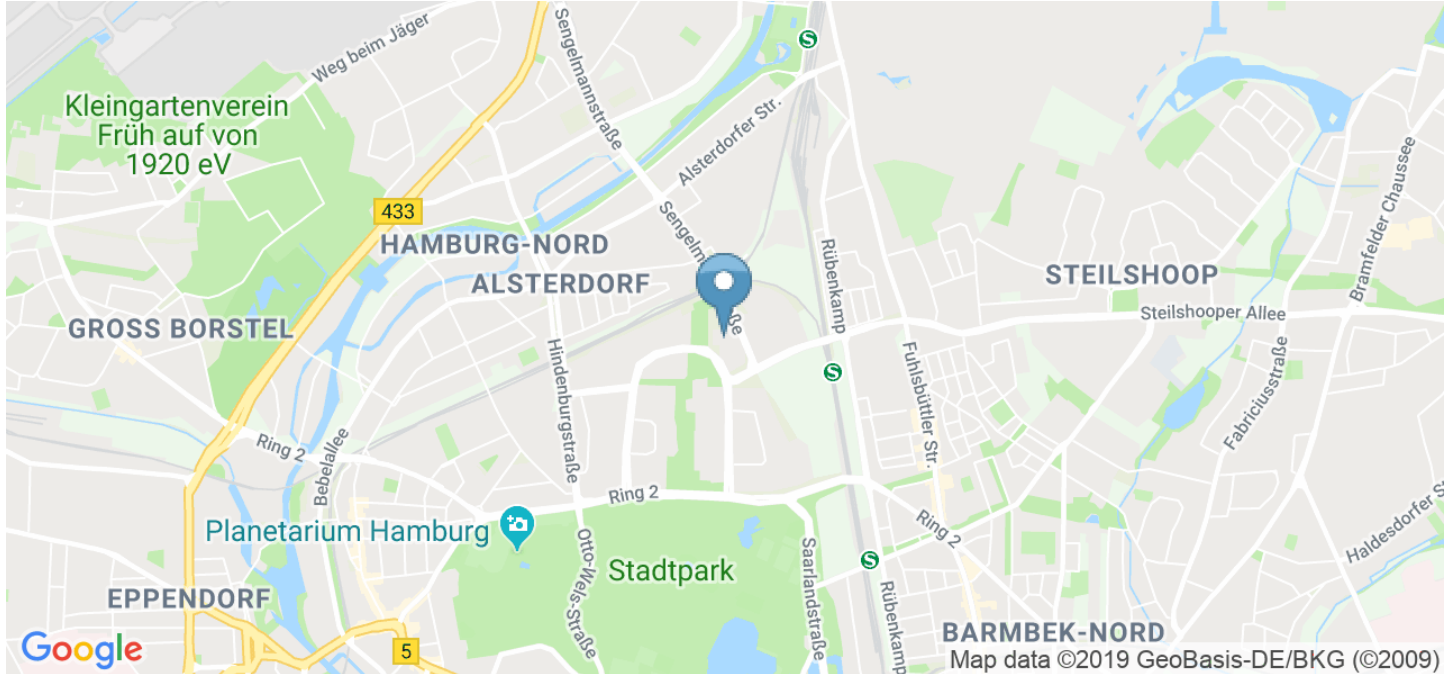 Weg beim Jäger
Sengelmannstraße
S
Kleingartenverein
Früh auf von
1920 eV
Alsterdorfer Str.
433
Bramfelder Chaussee
HAMBURG-NORD
Rübenkamp
ALSTERDORF
STEILSHOOP
Steilshooper Allee
GROSS BORSTEL
Hindenburgstraße
S
Fuhlsbüttler Str.
Fabriciusstraße
Ring 2
Bebelallee
Ring 2
Ring 2
Planetarium Hamburg
Otto-Wels-Straße
Saarlandstraße
S
Stadtpark
Rübenkamp
EPPENDORF
BARMBEK-NORD
Google
5
Map data ©2019 GeoBasis-DE/BKG (©2009)